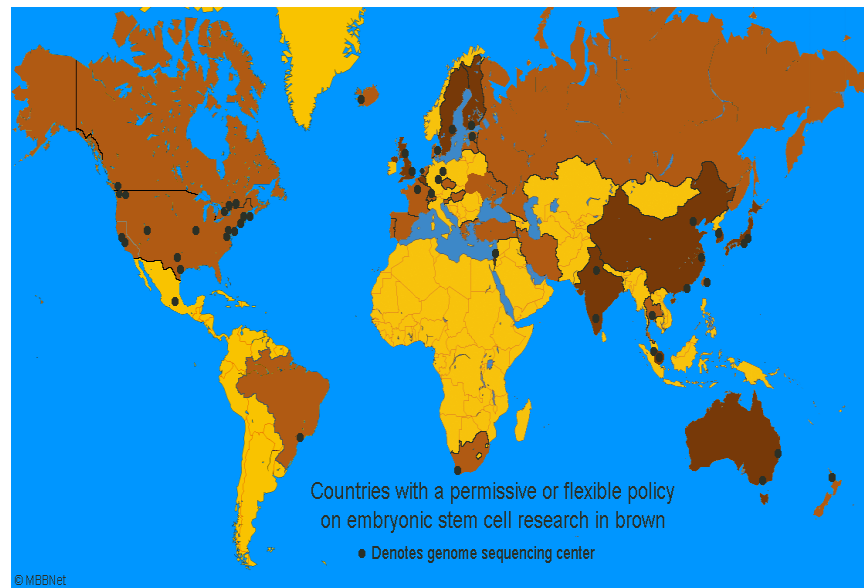 Countries with a permissive or flexible policy
on embryonic stem cell research in brown
● Denotes genome sequencing center
© MBBNet